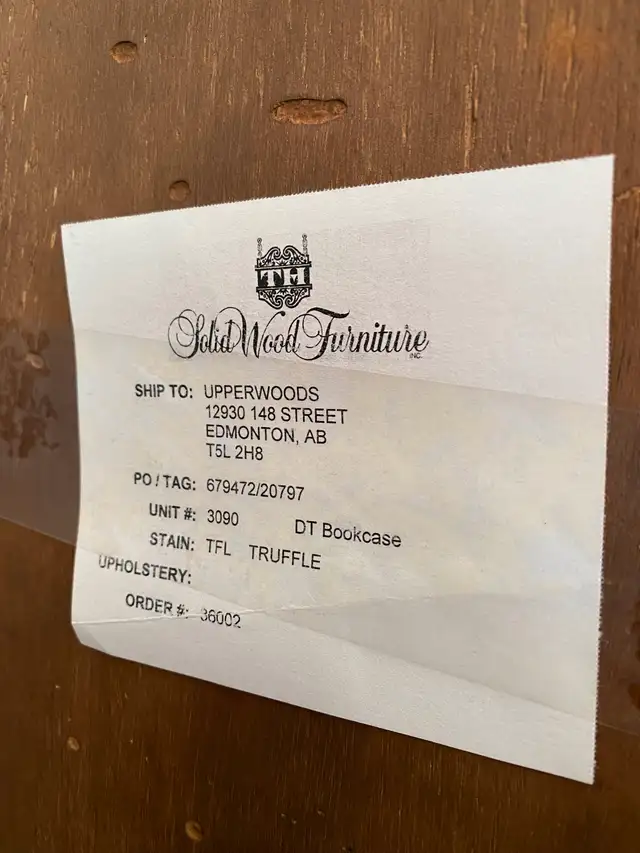 TH
Solid Wood Furniture INC.
SHIP TO: UPPERWOODS
12930 148 STREET
EDMONTON, AB
T5L 2H8
PO / TAG: 679472/20797
UNIT #: 3090 DT Bookcase
STAIN: TFL TRUFFLE
UPHOLSTERY:
ORDER #: 36002